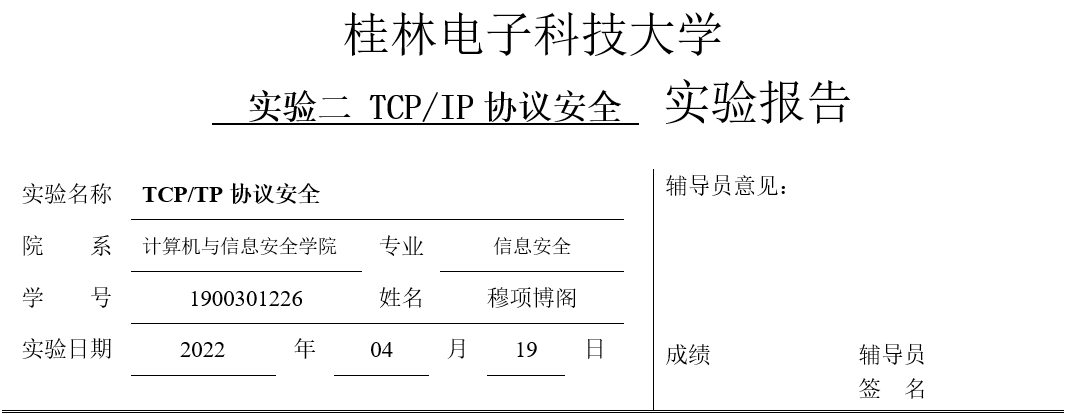 桂林电子科技大学
实验二 TCP/IP 协议安全 实验报告
实验名称 TCP/TP 协议安全
院 系 计算机与信息安全学院 专业 信息安全
学 号 1900301226 姓名 穆项博阁
实验日期 2022 年 04 月 19 日
辅导员意见：
成绩 辅导员
签 名